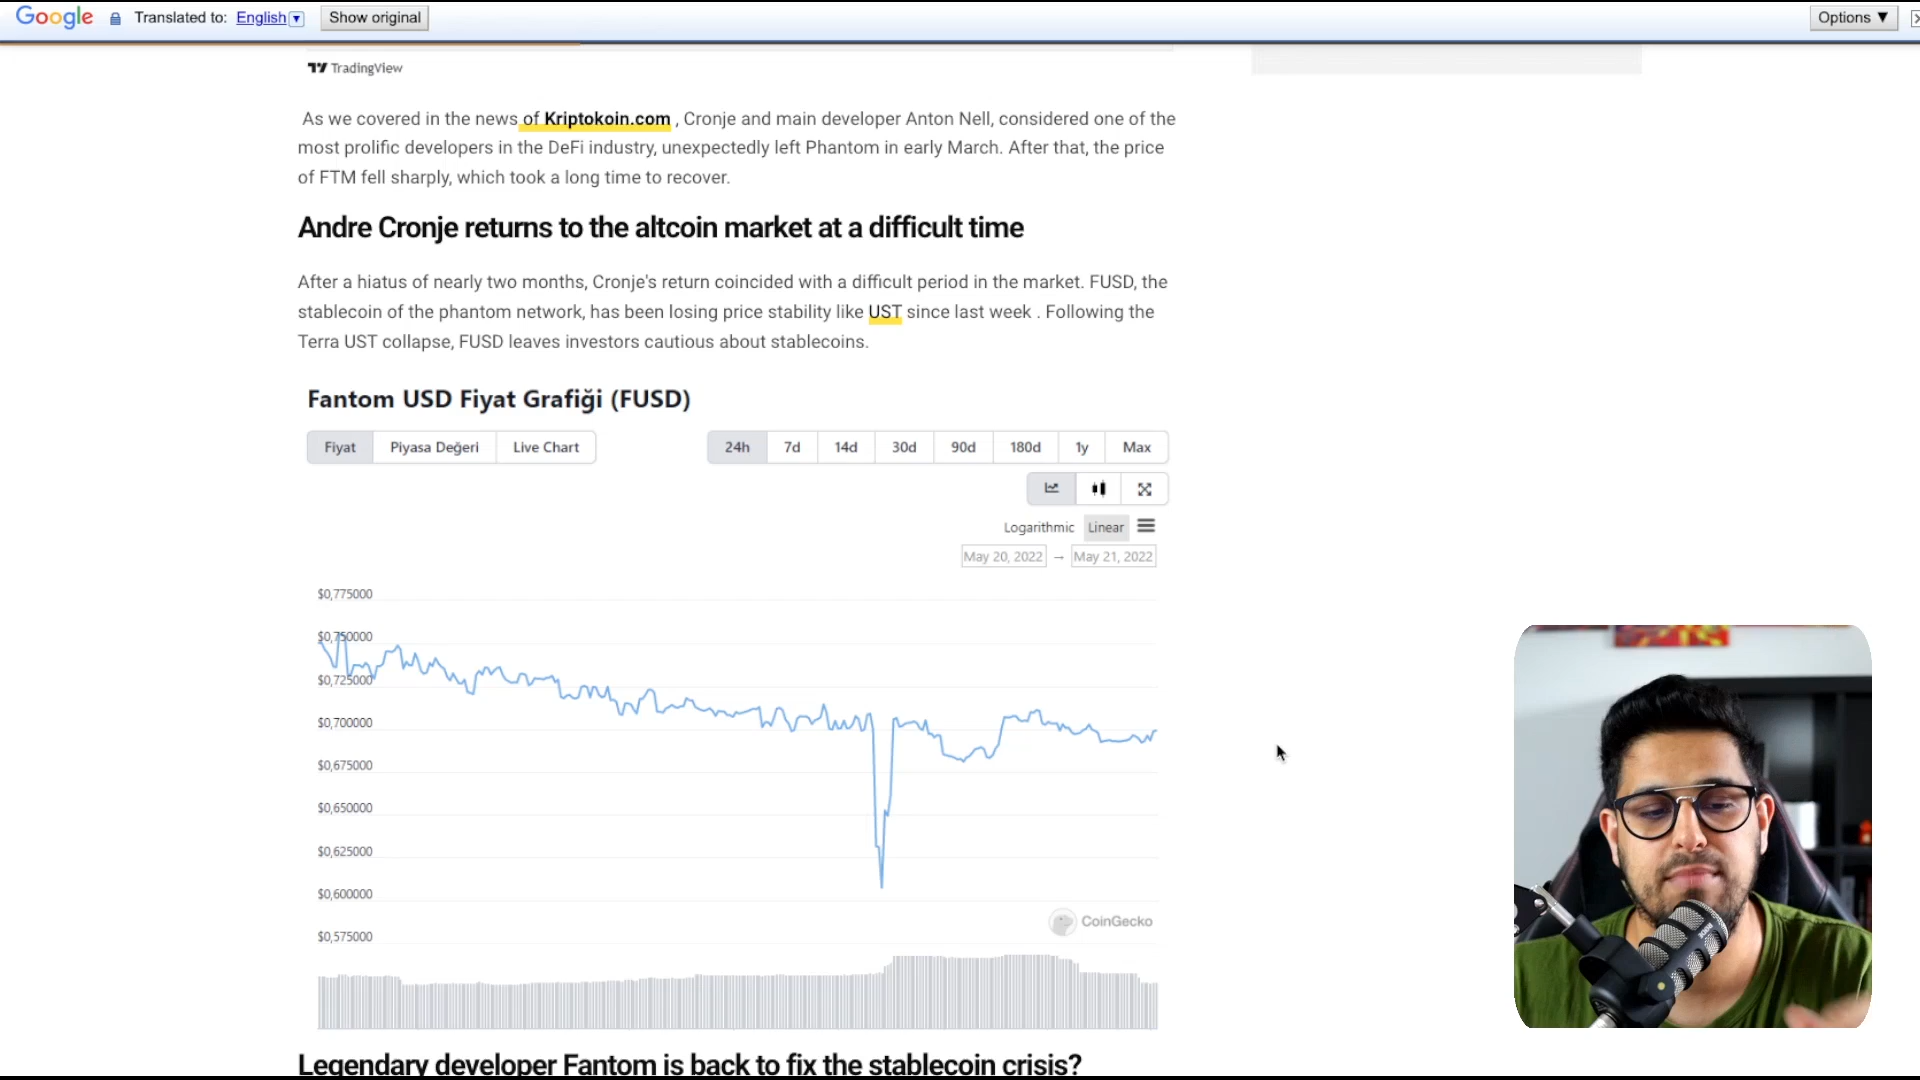 Google Translated to: English ▼ Show original Options ▼
TradingView
As we covered in the news of Kriptokoin.com , Cronje and main developer Anton Nell, considered one of the
most prolific developers in the DeFi industry, unexpectedly left Phantom in early March. After that, the price
of FTM fell sharply, which took a long time to recover.
Andre Cronje returns to the altcoin market at a difficult time
After a hiatus of nearly two months, Cronje's return coincided with a difficult period in the market. FUSD, the
stablecoin of the phantom network, has been losing price stability like UST since last week . Following the
Terra UST collapse, FUSD leaves investors cautious about stablecoins.
Fantom USD Fiyat Grafiği (FUSD)
Fiyat Piyasa Değeri Live Chart 24h 7d 14d 30d 90d 180d 1y Max
Logarithmic Linear
May 20, 2022 → May 21, 2022
$0,775000
$0,750000
$0,725000
$0,700000
$0,675000
$0,650000
$0,625000
$0,600000
CoinGecko
$0,575000
Legendary developer Fantom is back to fix the stablecoin crisis?